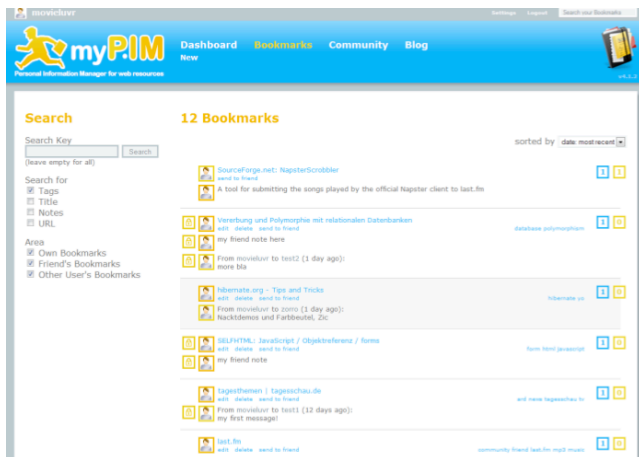 movieluvr
Settings Logout Search your Bookmarks
myP.IM
Personal Information Manager for web resources
Dashboard Bookmarks Community Blog
New
Search
Search Key
Search
(leave empty for all)
Search for
Tags
Title
Notes
URL
Area
Own Bookmarks
Friend's Bookmarks
Other User's Bookmarks
12 Bookmarks
sorted by date: most recent
SourceForge.net: NapsterScrobbler
send to friend
A tool for submitting the songs played by the official Napster client to last.fm
1 1
Vererbung und Polymorphie mit relationalen Datenbanken
edit delete send to friend
database polymorphism
1 0
my friend note here
From movieluvr to test2 (1 day ago):
more bla
hibernate.org - Tips and Tricks
edit delete send to friend
hibernate yc
1 0
From movieluvr to zorro (1 day ago):
Nacktdemos und Farbbeutel, Zic
SELFHTML: JavaScript / Objektreferenz / forms
edit delete send to friend
form html javascript
1 0
my friend note
tagesthemen | tagesschau.de
edit delete send to friend
ard news tagesschau tv
1 0
From movieluvr to test1 (12 days ago):
my first message!
last.fm
edit delete send to friend
community friend last.fm mp3 music
1 0